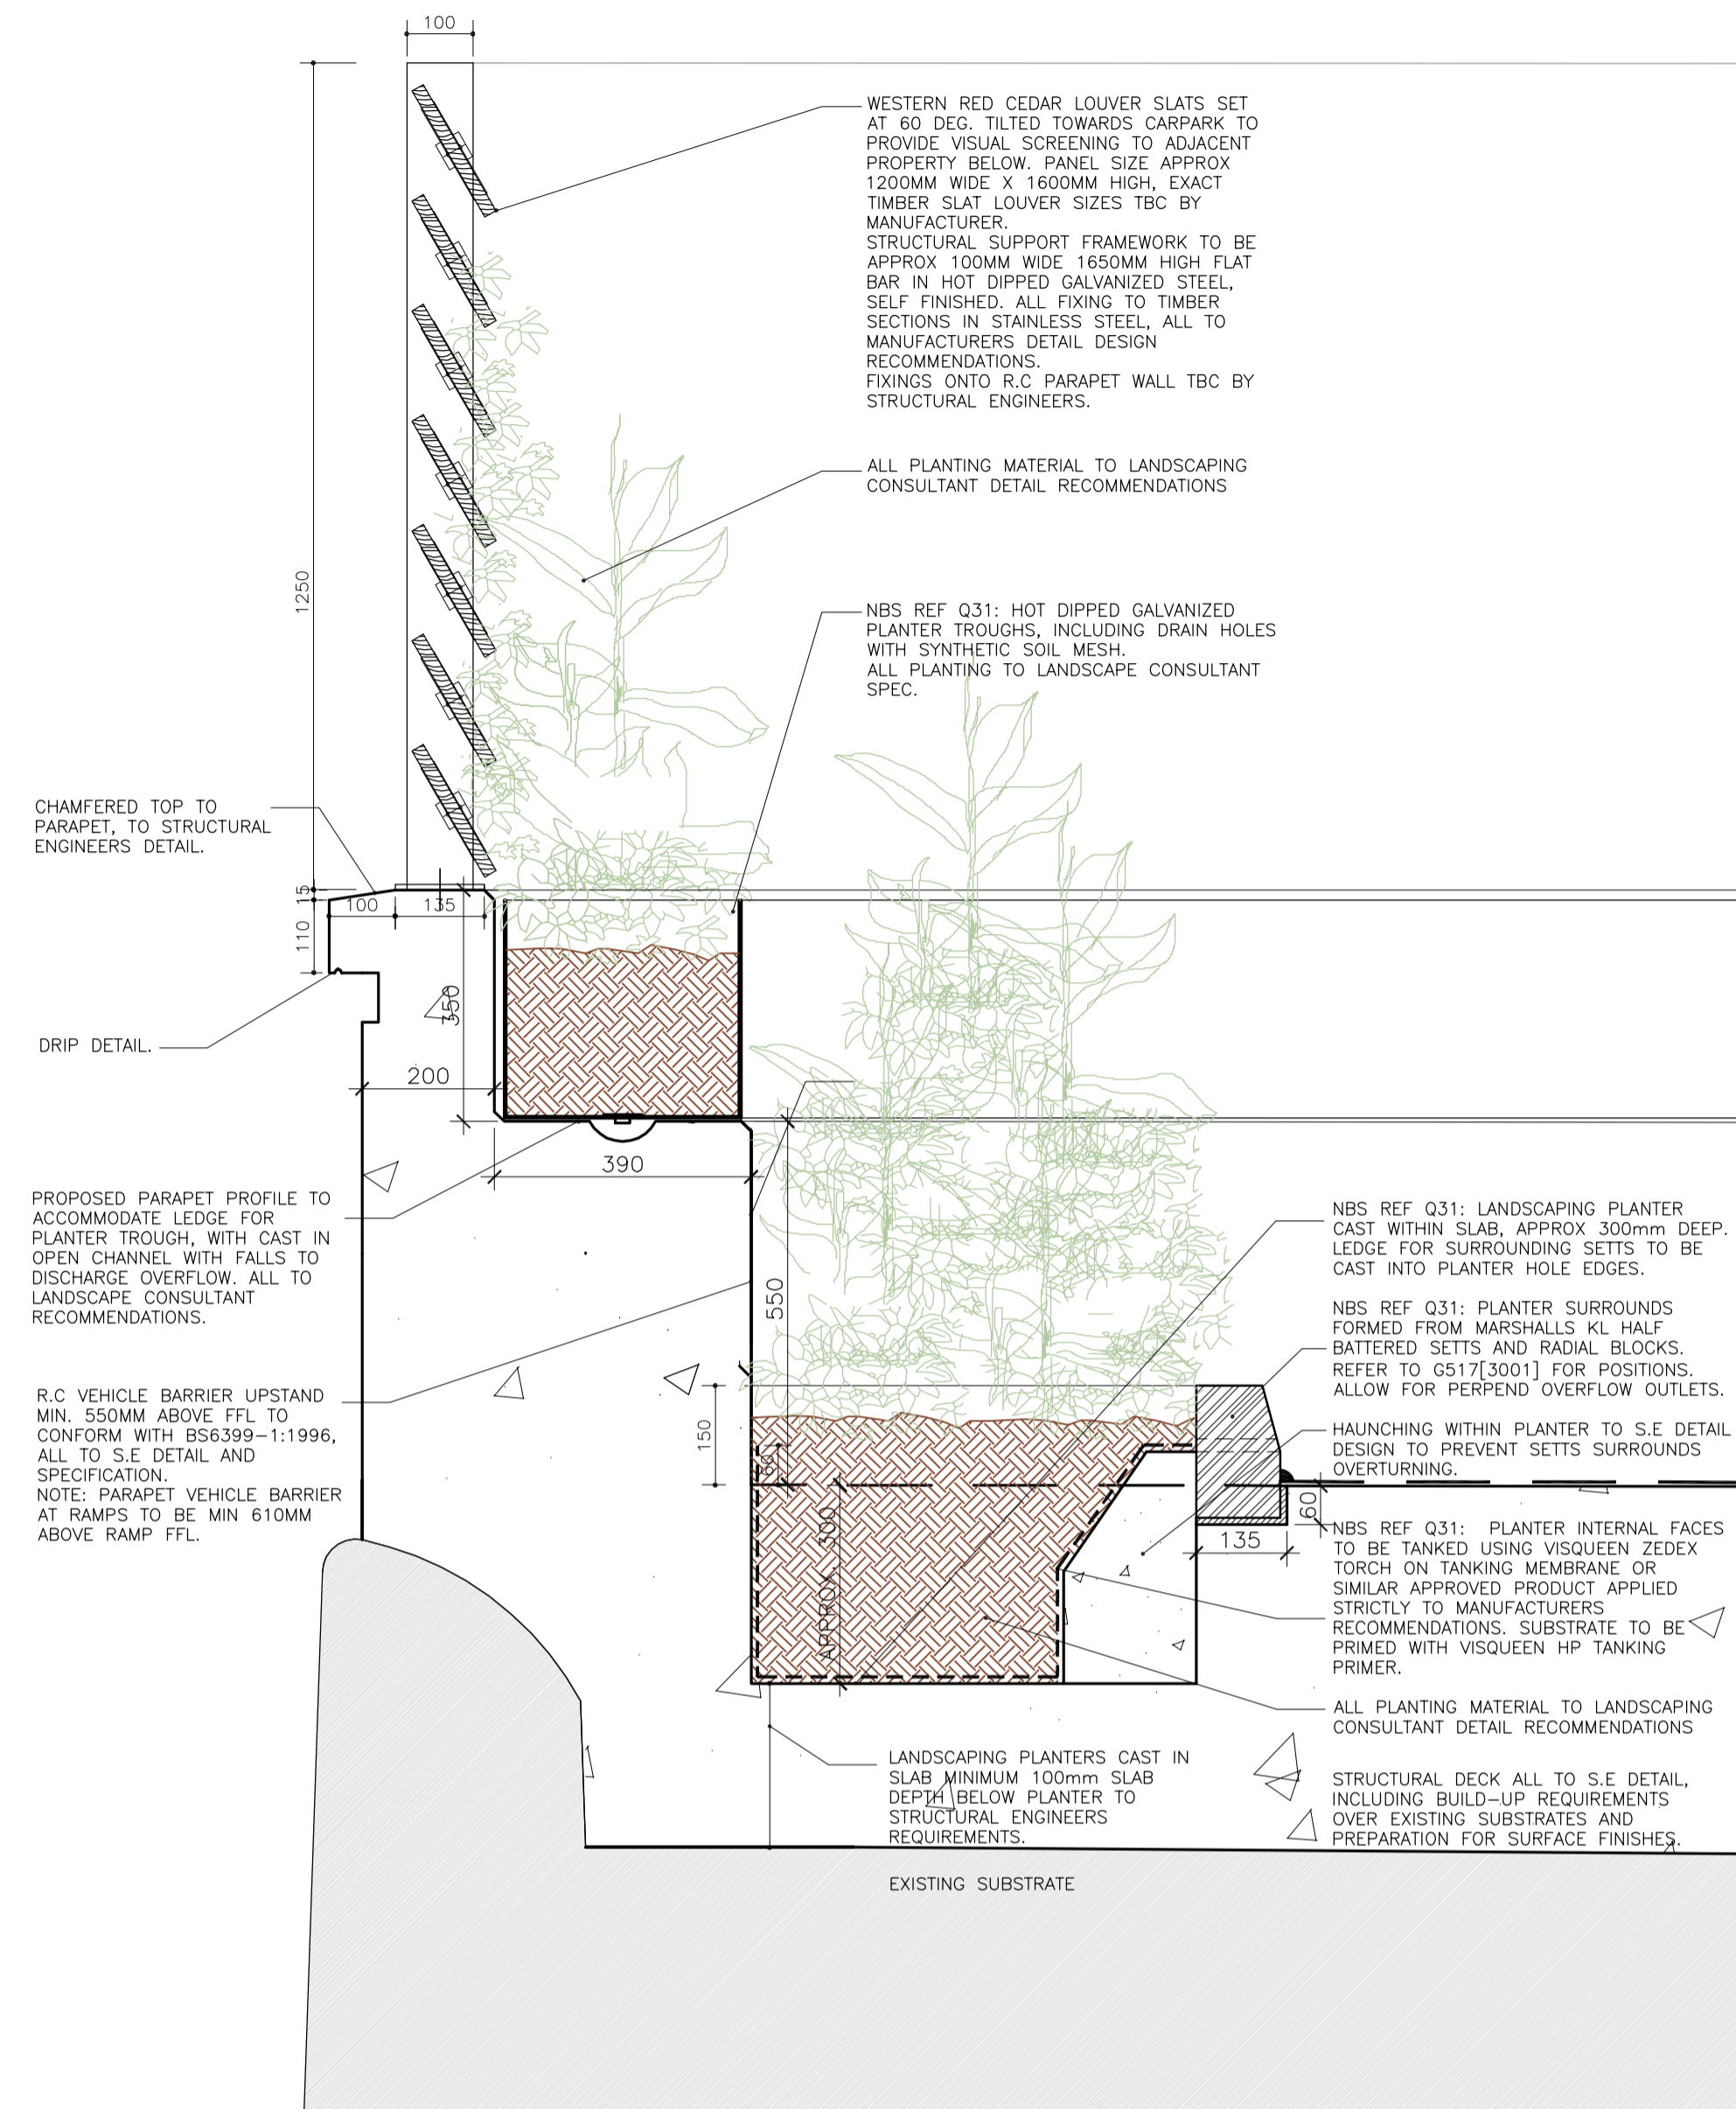 100
WESTERN RED CEDAR LOUVER SLATS SET
AT 60 DEG. TILTED TOWARDS CARPARK TO
PROVIDE VISUAL SCREENING TO ADJACENT
PROPERTY BELOW. PANEL SIZE APPROX
1200MM WIDE X 1600MM HIGH, EXACT
TIMBER SLAT LOUVER SIZES TBC BY
MANUFACTURER.
STRUCTURAL SUPPORT FRAMEWORK TO BE
APPROX 100MM WIDE 1650MM HIGH FLAT
BAR IN HOT DIPPED GALVANIZED STEEL,
SELF FINISHED. ALL FIXING TO TIMBER
SECTIONS IN STAINLESS STEEL, ALL TO
MANUFACTURERS DETAIL DESIGN
RECOMMENDATIONS.
FIXINGS ONTO R.C PARAPET WALL TBC BY
STRUCTURAL ENGINEERS.
ALL PLANTING MATERIAL TO LANDSCAPING
CONSULTANT DETAIL RECOMMENDATIONS
1250
NBS REF Q31: HOT DIPPED GALVANIZED
PLANTER TROUGHS, INCLUDING DRAIN HOLES
WITH SYNTHETIC SOIL MESH.
ALL PLANTING TO LANDSCAPE CONSULTANT
SPEC.
CHAMFERED TOP TO
PARAPET, TO STRUCTURAL
ENGINEERS DETAIL.
15
100
135
110
350
DRIP DETAIL.
200
390
PROPOSED PARAPET PROFILE TO
ACCOMMODATE LEDGE FOR
PLANTER TROUGH, WITH CAST IN
OPEN CHANNEL WITH FALLS TO
DISCHARGE OVERFLOW. ALL TO
LANDSCAPE CONSULTANT
RECOMMENDATIONS.
550
NBS REF Q31: LANDSCAPING PLANTER
CAST WITHIN SLAB, APPROX 300mm DEEP.
LEDGE FOR SURROUNDING SETTS TO BE
CAST INTO PLANTER HOLE EDGES.
NBS REF Q31: PLANTER SURROUNDS
FORMED FROM MARSHALLS KL HALF
BATTERED SETTS AND RADIAL BLOCKS.
REFER TO G517[3001] FOR POSITIONS.
ALLOW FOR PERPEND OVERFLOW OUTLETS.
R.C VEHICLE BARRIER UPSTAND
MIN. 550MM ABOVE FFL TO
CONFORM WITH BS6399-1:1996,
ALL TO S.E DETAIL AND
SPECIFICATION.
NOTE: PARAPET VEHICLE BARRIER
AT RAMPS TO BE MIN 610MM
ABOVE RAMP FFL.
150
60
HAUNCHING WITHIN PLANTER TO S.E DETAIL
DESIGN TO PREVENT SETTS SURROUNDS
OVERTURNING.
60
135
APPROX. 300
NBS REF Q31: PLANTER INTERNAL FACES
TO BE TANKED USING VISQUEEN ZEDEX
TORCH ON TANKING MEMBRANE OR
SIMILAR APPROVED PRODUCT APPLIED
STRICTLY TO MANUFACTURERS
RECOMMENDATIONS. SUBSTRATE TO BE
PRIMED WITH VISQUEEN HP TANKING
PRIMER.
ALL PLANTING MATERIAL TO LANDSCAPING
CONSULTANT DETAIL RECOMMENDATIONS
LANDSCAPING PLANTERS CAST IN
SLAB MINIMUM 100mm SLAB
DEPTH BELOW PLANTER TO
STRUCTURAL ENGINEERS
REQUIREMENTS.
STRUCTURAL DECK ALL TO S.E DETAIL,
INCLUDING BUILD-UP REQUIREMENTS
OVER EXISTING SUBSTRATES AND
PREPARATION FOR SURFACE FINISHES.
EXISTING SUBSTRATE